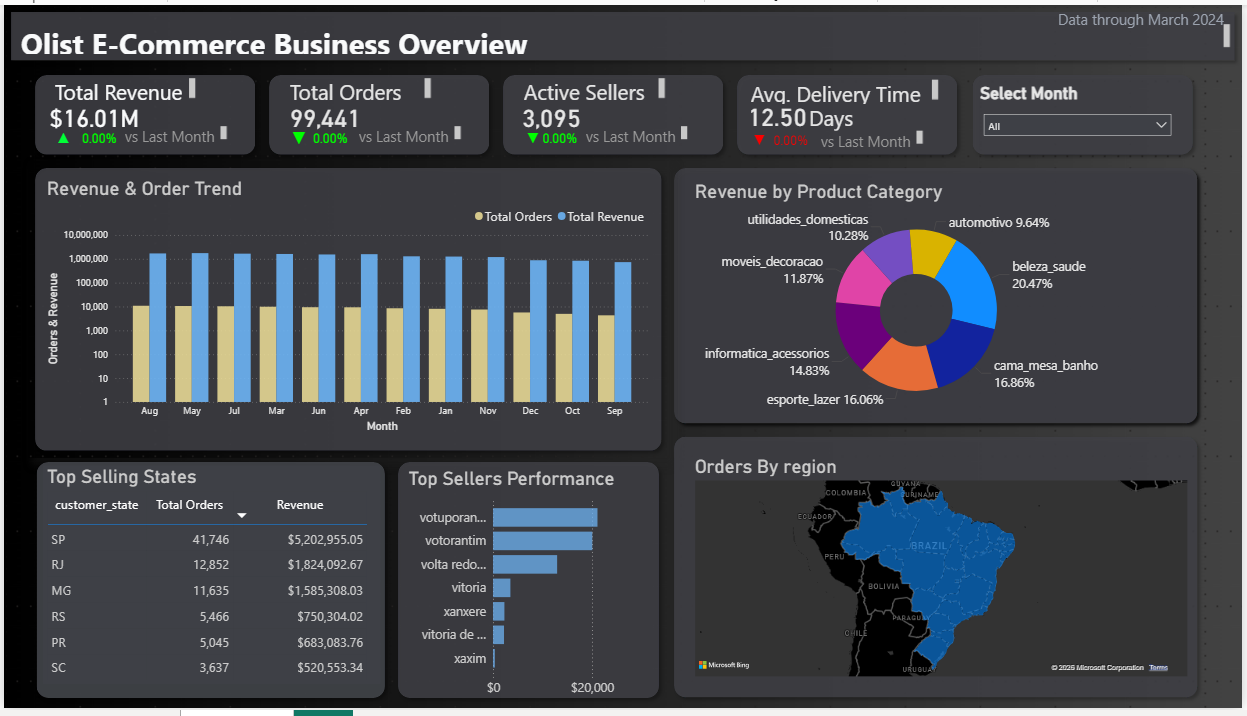 Data through March 2024
Olist E-Commerce Business Overview
Total Revenue
$16.01M
0.00% vs Last Month
Total Orders
99,441
0.00% vs Last Month
Active Sellers
3,095
0.00% vs Last Month
Avg. Delivery Time
12.50 Days
0.00% vs Last Month
Select Month
All
Revenue & Order Trend
Total Orders Total Revenue
Orders & Revenue
10,000,000
1,000,000
100,000
10,000
1,000
100
10
1
Aug May Jul Mar Jun Apr Feb Jan Nov Dec Oct Sep
Month
Revenue by Product Category
utilidades_domesticas
10.28%
automotivo 9.64%
moveis_decoracao
11.87%
beleza_saude
20.47%
informatica_acessorios
14.83%
cama_mesa_banho
16.86%
esporte_lazer 16.06%
Top Selling States
customer_state Total Orders Revenue
SP 41,746 $5,202,955.05
RJ 12,852 $1,824,092.67
MG 11,635 $1,585,308.03
RS 5,466 $750,304.02
PR 5,045 $683,083.76
SC 3,637 $520,553.34
Top Sellers Performance
votuporan...
votorantim
volta redo...
vitoria
xanxere
vitoria de ...
xaxim
$0 $20,000
Orders By region
GUYANA
COLOMBIA
SURINAME
ECUADOR
BRAZIL
PERU
BOLIVIA
PARAGUAY
CHILE
URUGUAY
Microsoft Bing
© 2026 Microsoft Corporation Terms